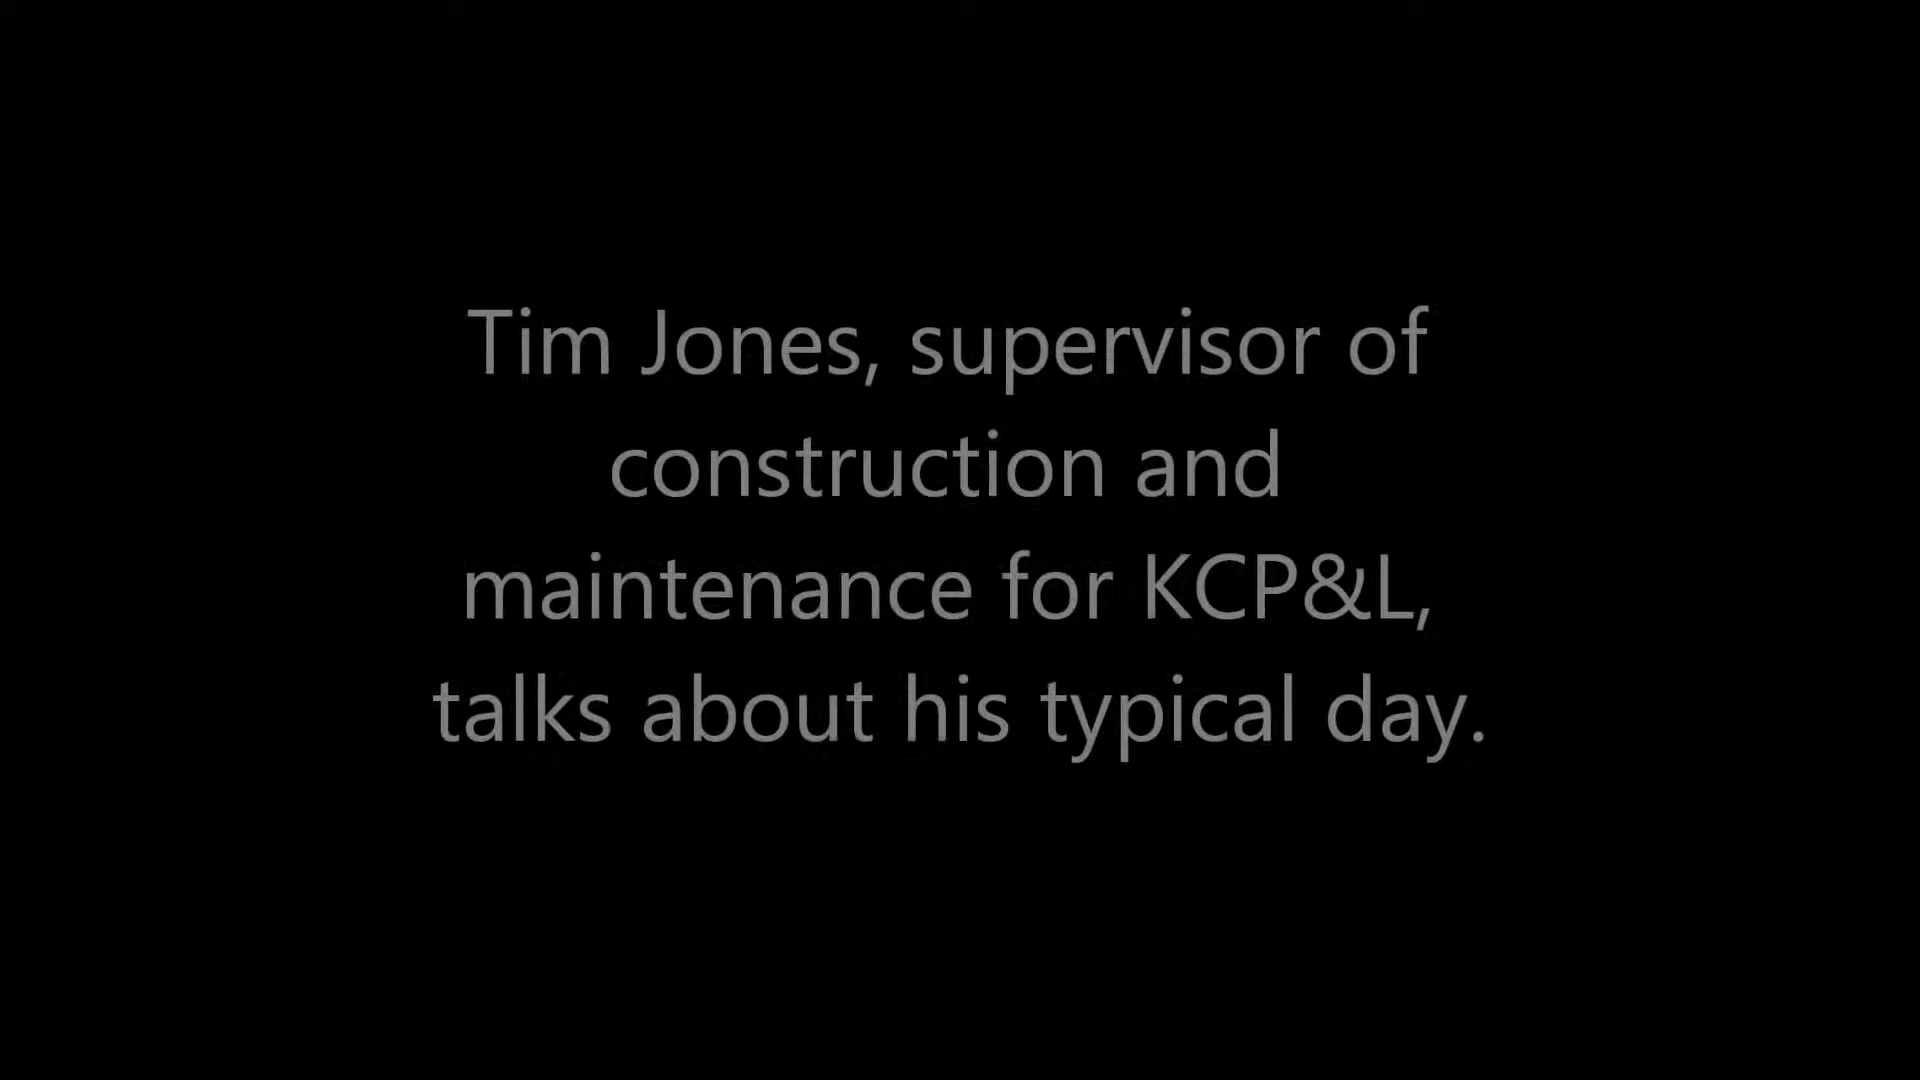 Tim Jones, supervisor of
construction and
maintenance for KCP&L,
talks about his typical day.